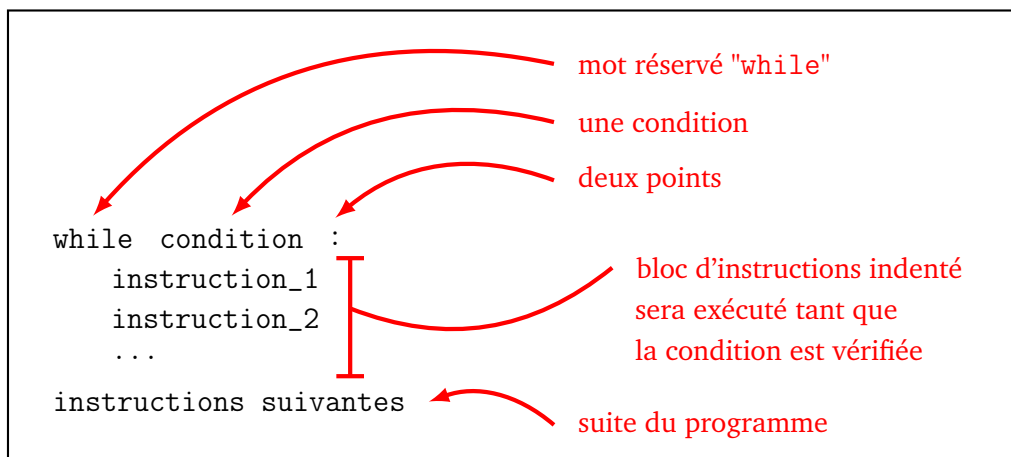 mot réservé "while"
une condition
deux points
while condition :
instruction_1
instruction_2
...
bloc d'instructions indenté
sera exécuté tant que
la condition est vérifiée
instructions suivantes
suite du programme